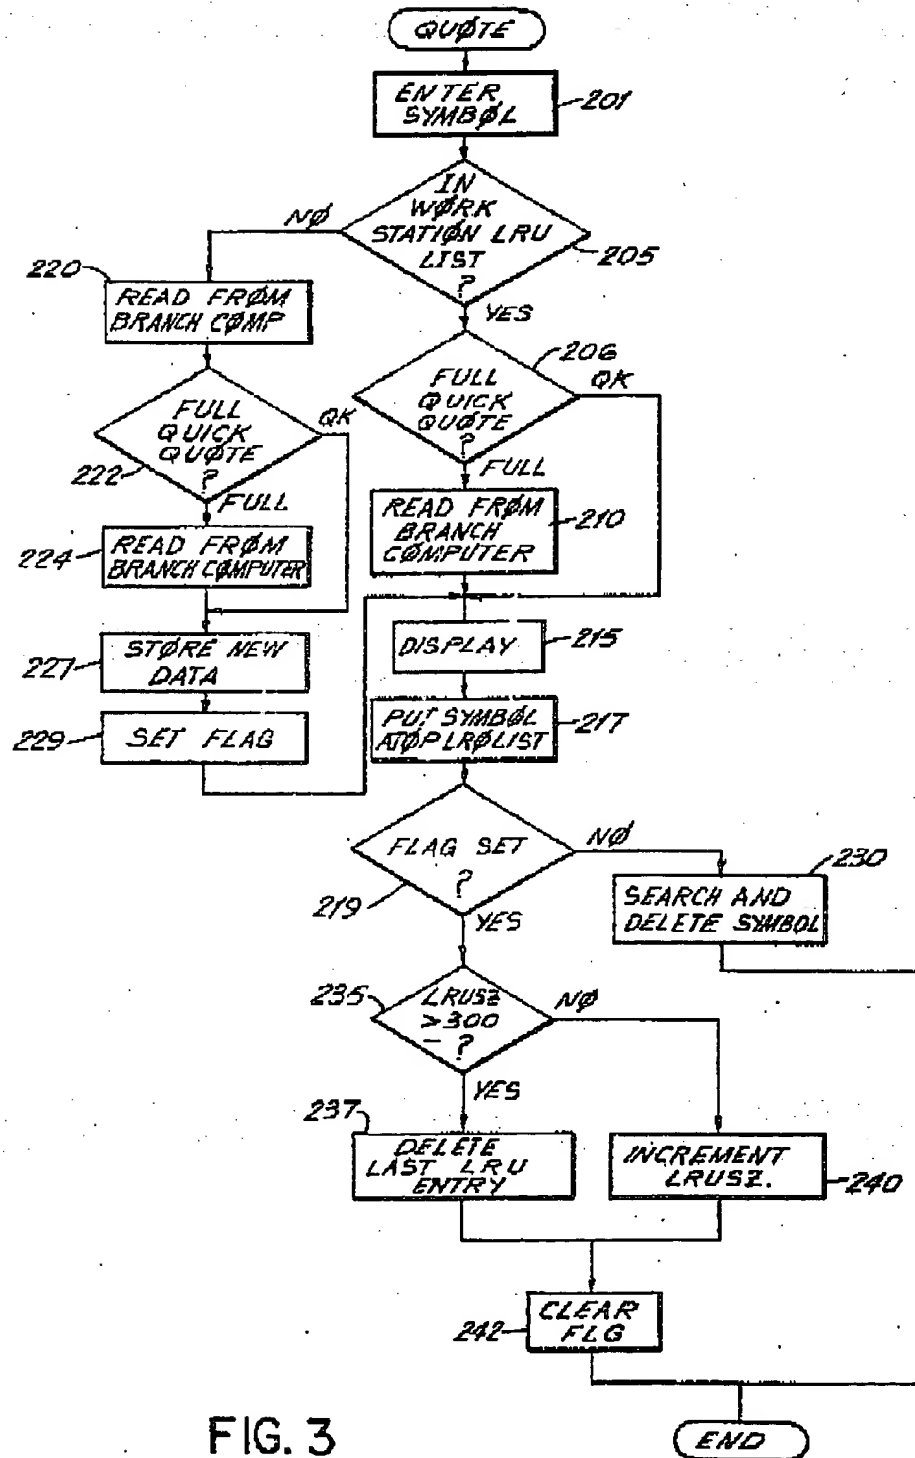 QUØTE
ENTER
SYMBØL
201
IN
WØRK
STATIØN LRU
LIST
?
205
NØ
YES
220
READ FRØM
BRANCH CØMP
206
FULL
QUICK
QUØTE
?
QK
FULL
222
FULL
QUICK
QUØTE
?
QK
FULL
READ FRØM
BRANCH
CØMPUTER
210
224
READ FRØM
BRANCH CØMPUTER
DISPLAY
215
227
STØRE NEW
DATA
PUT SYMBØL
ATØP LRØ LIST
217
229
SET FLAG
FLAG SET
?
219
NØ
YES
230
SEARCH AND
DELETE SYMBOL
235
LRUSZ
≥300
?
NØ
YES
237
DELETE
LAST LRU
ENTRY
INCREMENT
LRUSZ.
240
CLEAR
FLG
242
END
FIG. 3